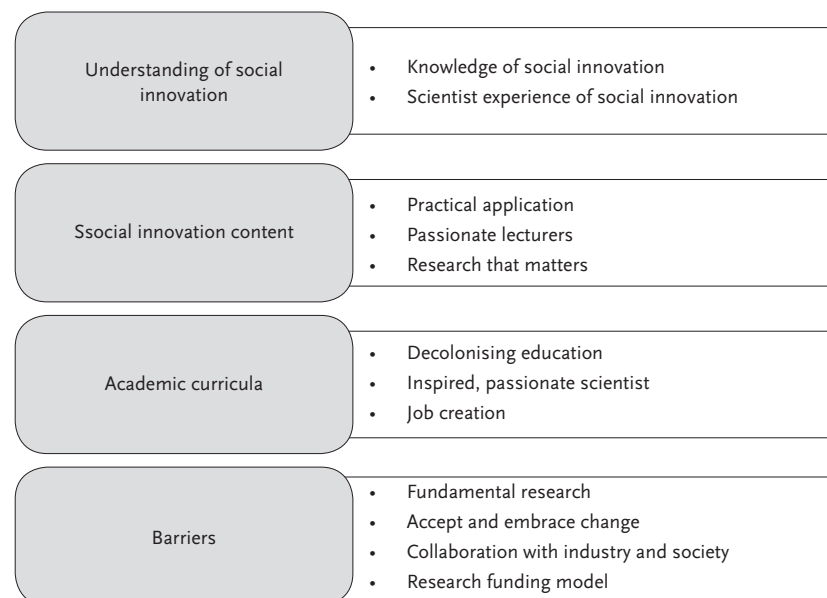 Understanding of social
innovation
• Knowledge of social innovation
• Scientist experience of social innovation
Ssocial innovation content
• Practical application
• Passionate lecturers
• Research that matters
Academic curricula
• Decolonising education
• Inspired, passionate scientist
• Job creation
Barriers
• Fundamental research
• Accept and embrace change
• Collaboration with industry and society
• Research funding model